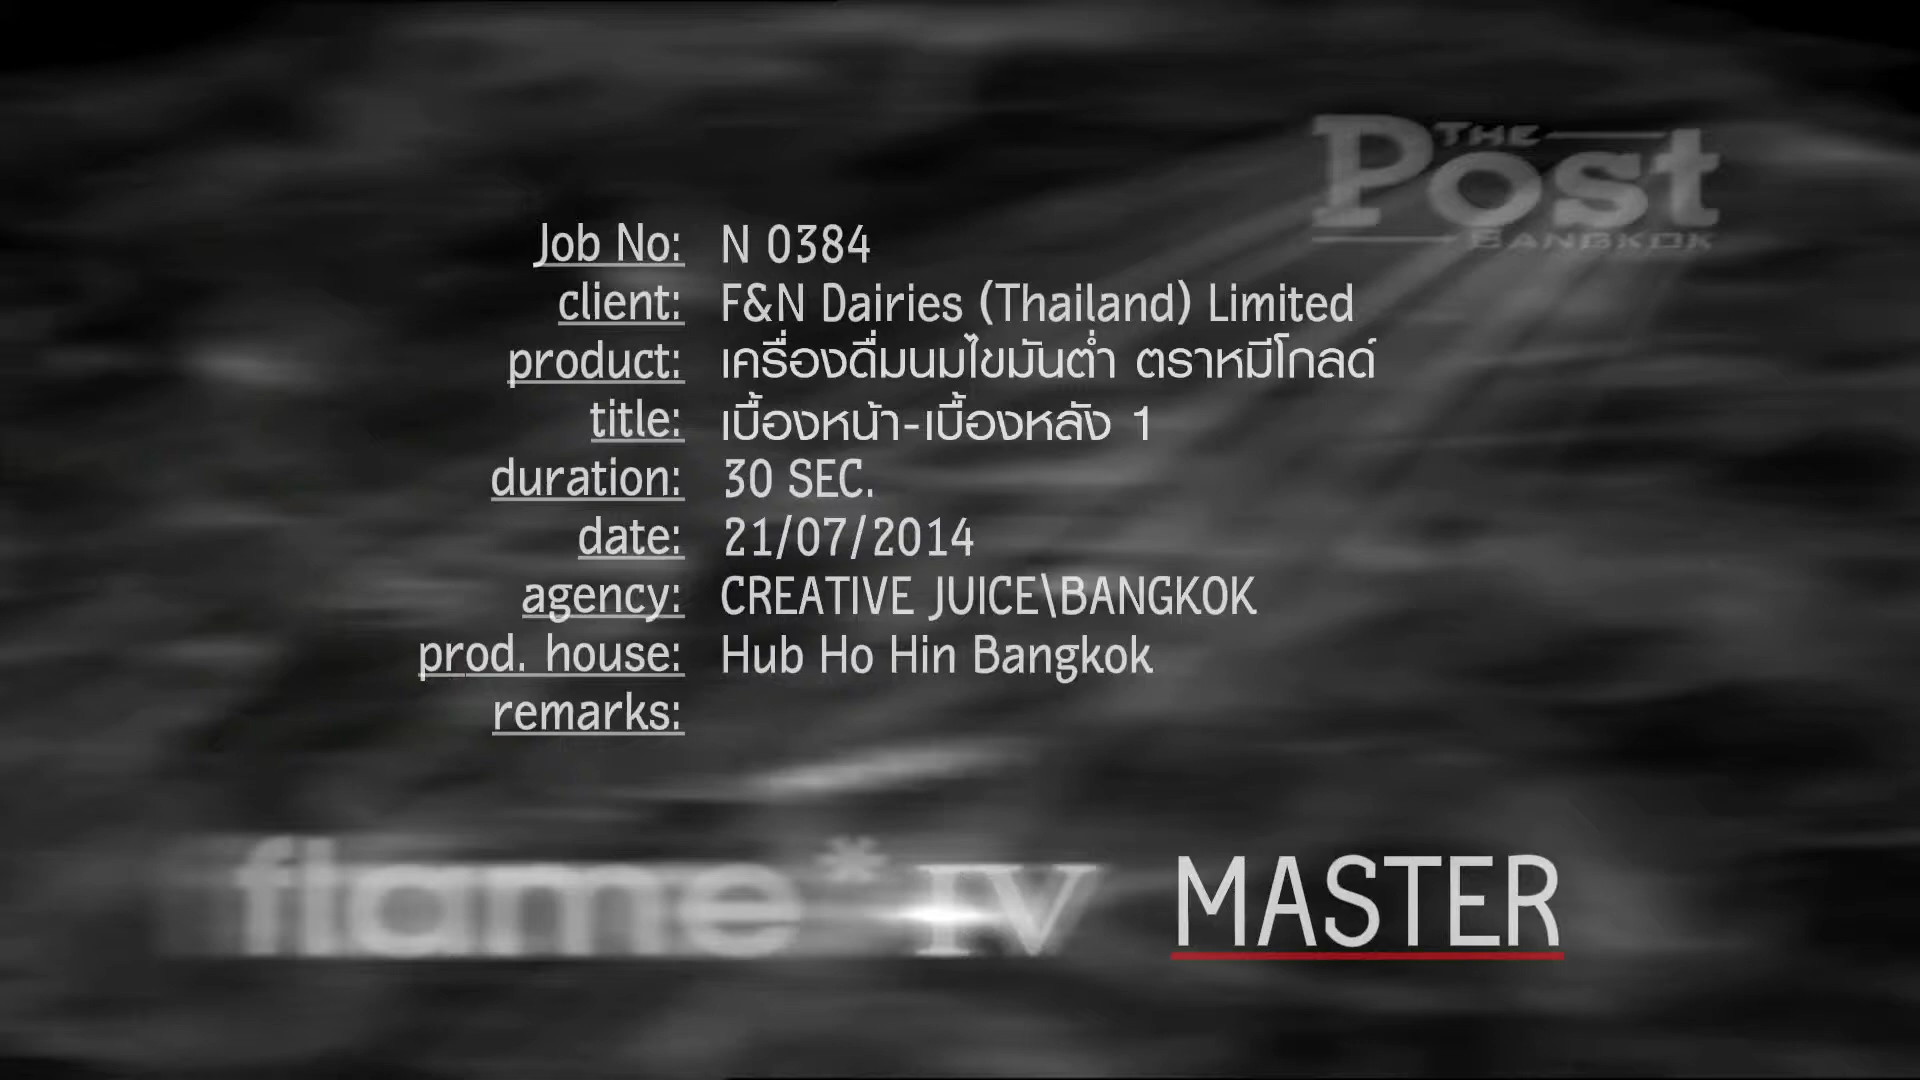 THE
Post
BANGKOK
Job No: N 0384
client: F&N Dairies (Thailand) Limited
product: เครื่องดื่มนมไขมันต่ำ ตราหมีโกลด์
title: เบื้องหน้า-เบื้องหลัง 1
duration: 30 SEC.
date: 21/07/2014
agency: CREATIVE JUICE\BANGKOK
prod. house: Hub Ho Hin Bangkok
remarks:
flame* IV MASTER